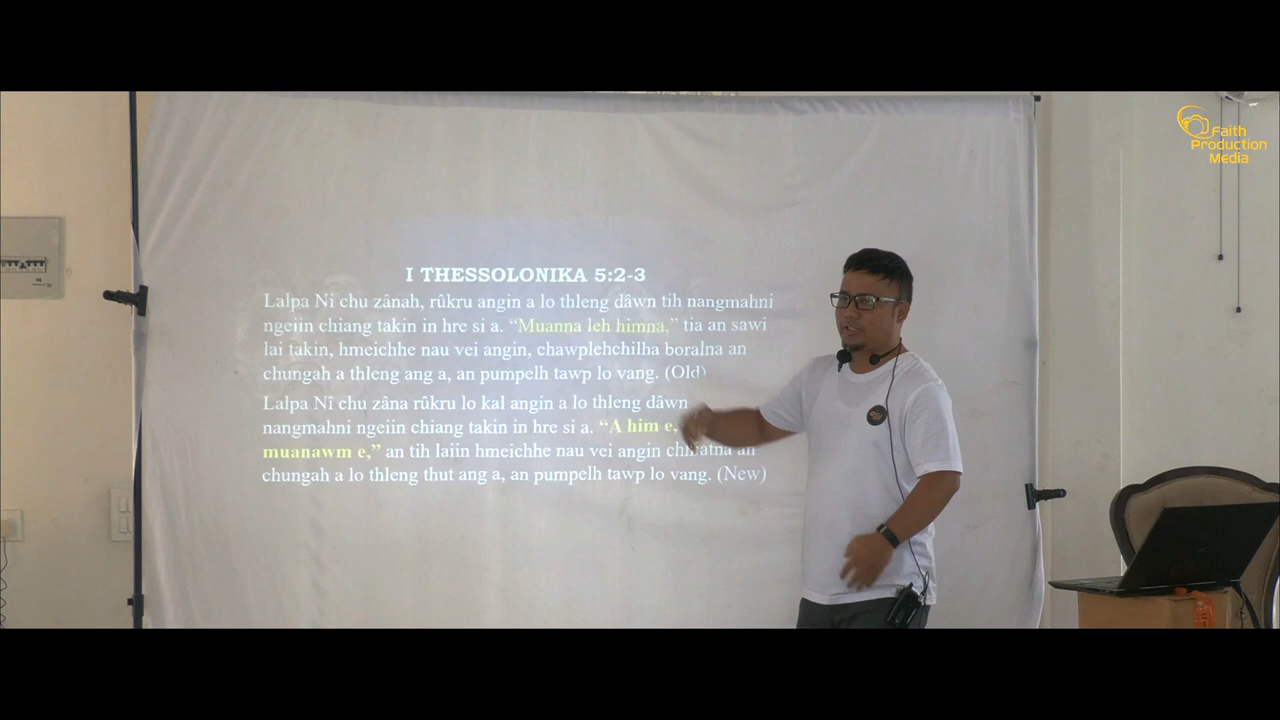 I THESSOLONIKA 5:2-3
Lalpa Ni chu zânah, rûkru angin a lo thleng dâwn tih nangmahni
ngeiin chiang takin in hre si a. “Muanna leh himna,” tia an sawi
lai takin, hmeichhe nau vei angin, chawplehchilha boralna an
chungah a thleng ang a, an pumpelh tawp lo vang. (Old)
Lalpa Nî chu zâna rûkru lo kal angin a lo thleng dâwn
nangmahni ngeiin chiang takin in hre si a. “A him e,
muanawm e,” an tih laiin hmeichhe nau vei angin an
chungah a lo thleng thut ang a, an pumpelh tawp lo vang. (New)
Faith
Production
Media